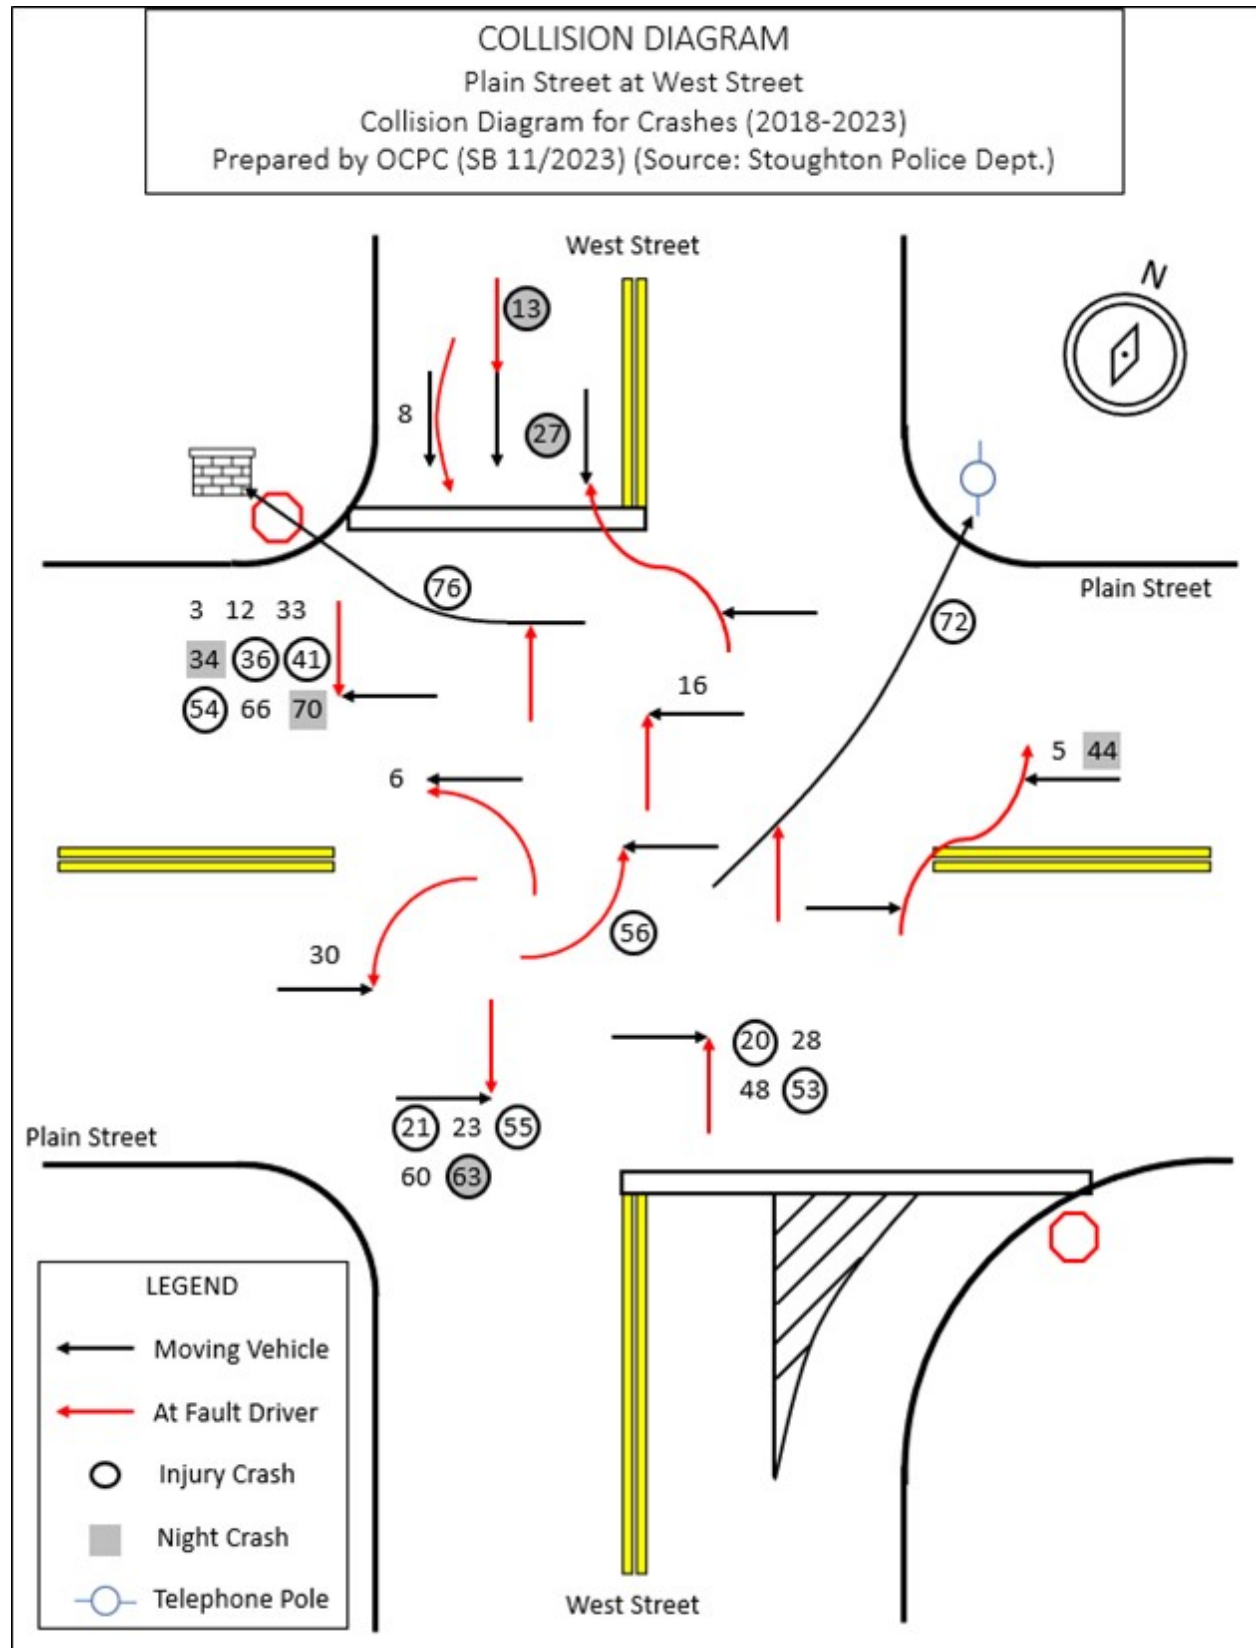 COLLISION DIAGRAM
Plain Street at West Street
Collision Diagram for Crashes (2018-2023)
Prepared by OCPC (SB 11/2023) (Source: Stoughton Police Dept.)
West Street
N
13
8
27
76
Plain Street
3 12 33
72
34 36 41
16
54 66 70
5 44
6
56
30
20 28
48 53
21 23 55
Plain Street
60 63
LEGEND
Moving Vehicle
At Fault Driver
Injury Crash
Night Crash
Telephone Pole
West Street